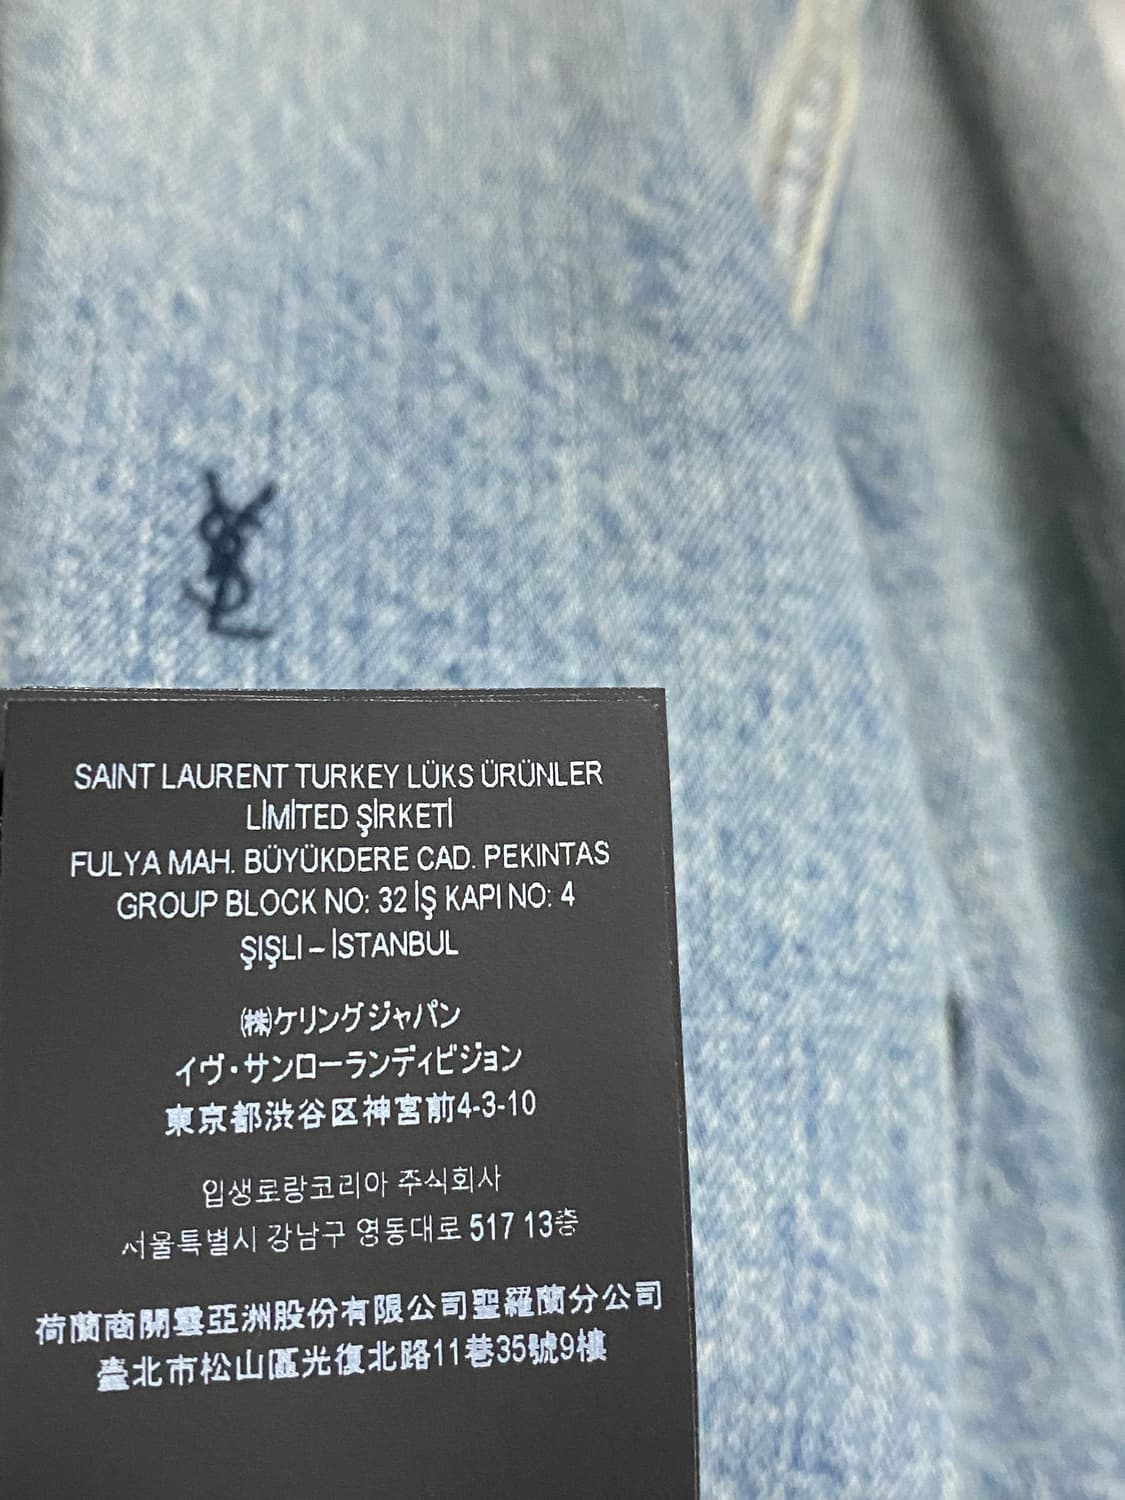 YSL
SAINT LAURENT TURKEY LÜKS ÜRÜNLER
LİMİTED ŞİRKETİ
FULYA MAH. BÜYÜKDERE CAD. PEKINTAS
GROUP BLOCK NO: 32 İŞ KAPI NO: 4
ŞIŞLI – İSTANBUL
㈱ケリングジャパン
イヴ・サンローランディビジョン
東京都渋谷区神宮前4-3-10
입생로랑코리아 주식회사
서울특별시 강남구 영동대로 517 13층
荷蘭商開雲亞洲股份有限公司聖羅蘭分公司
臺北市松山區光復北路11巷35號9樓